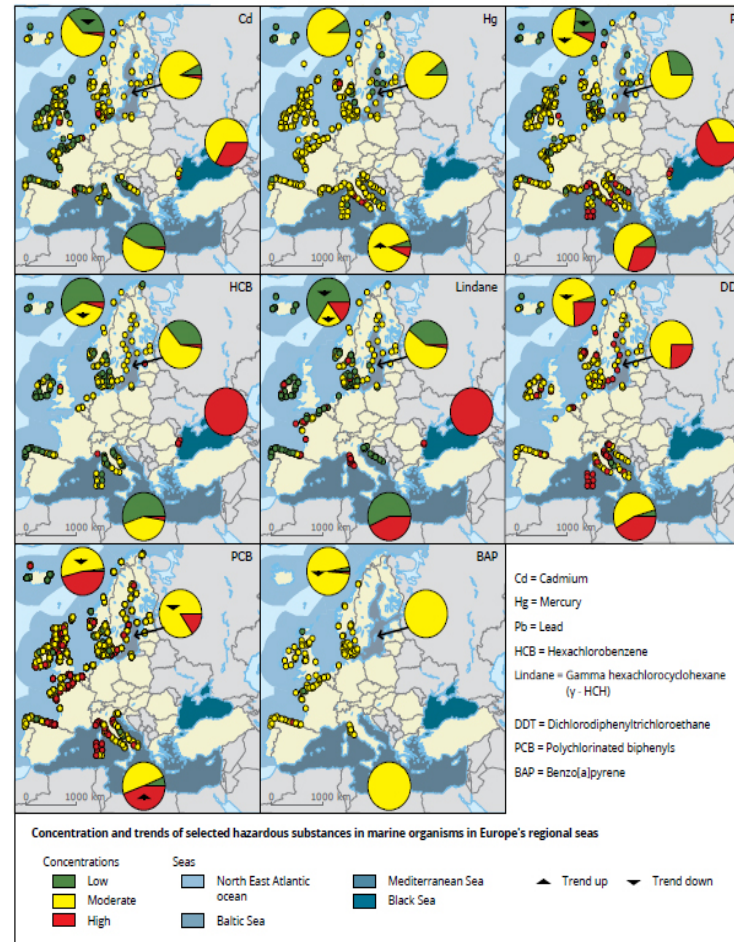 Cd
Hg
P
0 1000 km
0 1000 km
0 1000 km
HCB
Lindane
DD
0 1000 km
0 1000 km
0 1000 km
PCB
BAP
0 1000 km
0 1000 km
Cd = Cadmium
Hg = Mercury
Pb = Lead
HCB = Hexachlorobenzene
Lindane = Gamma hexachlorocyclohexane
(γ - HCH)
DDT = Dichlorodiphenyltrichloroethane
PCB = Polychlorinated biphenyls
BAP = Benzo[a]pyrene
Concentration and trends of selected hazardous substances in marine organisms in Europe's regional seas
Concentrations Seas
Low North East Atlantic Mediterranean Sea Trend up Trend down
ocean
Moderate Black Sea
High Baltic Sea